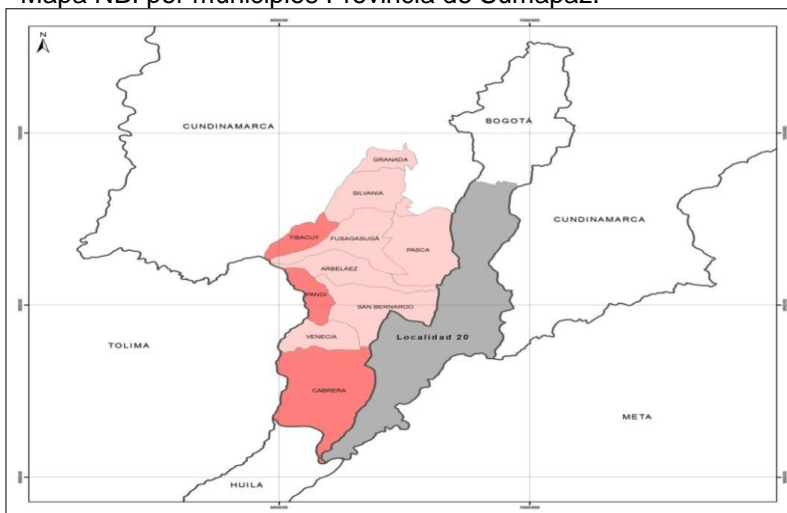 Mapa NBI por municipios Provincia de Sumapaz.
N
CUNDINAMARCA
BOGOTÁ
GRANADA
SILVANIA
TIBACUY
FUSAGASUGÁ
PASCA
CUNDINAMARCA
ARBELÁEZ
PANDI
SAN BERNARDO
VENECIA
Localidad 20
TOLIMA
CABRERA
META
HUILA